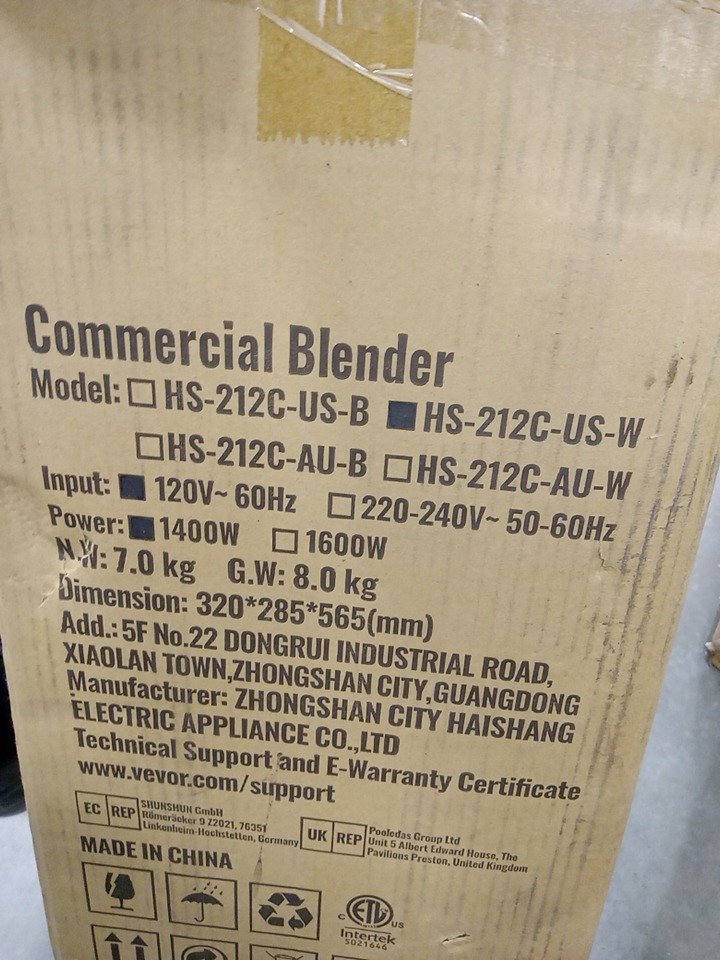 Commercial Blender
Model: □ HS-212C-US-B ■ HS-212C-US-W
□ HS-212C-AU-B □ HS-212C-AU-W
Input: ■ 120V~ 60Hz □ 220-240V~ 50-60Hz
Power: ■ 1400W □ 1600W
N.W: 7.0 kg G.W: 8.0 kg
Dimension: 320*285*565(mm)
Add.: 5F No.22 DONGRUI INDUSTRIAL ROAD,
XIAOLAN TOWN,ZHONGSHAN CITY,GUANGDONG
Manufacturer: ZHONGSHAN CITY HAISHANG
ELECTRIC APPLIANCE CO.,LTD
Technical Support and E-Warranty Certificate
www.vevor.com/support
EC REP
SHUNSHUN GmbH
Römeräcker 9 Z2021, 76351
Linkenheim-Hochstetten, Germany
UK REP
Pooledas Group Ltd
Unit 5 Albert Edward House, The
Pavilions Preston, United Kingdom
MADE IN CHINA
C ETL US
Intertek
5021646